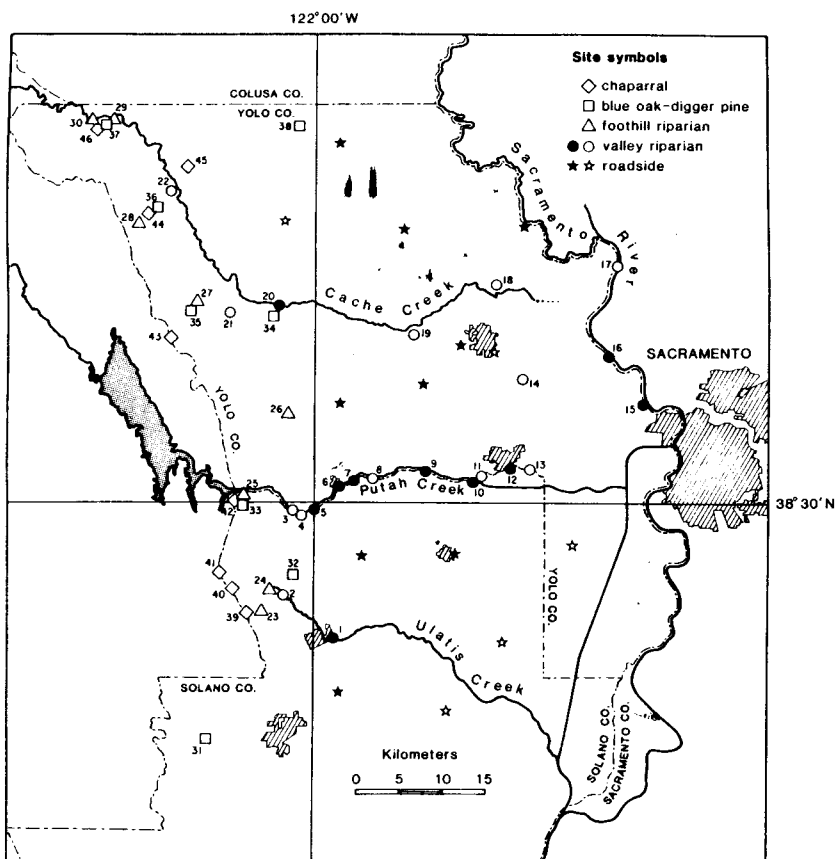 122°00'W
Site symbols
chaparral
blue oak-digger pine
foothill riparian
valley riparian
roadside
COLUSA CO.
YOLO CO.
29
30
37
46
38
45
22
36
44
28
Sacramento River
17
27
35
21
20
34
Cache Creek
18
19
43
16
SACRAMENTO
15
14
YOLO CO.
26
25
33
3
4
5
6
7
8
9
10
11
12
13
Putah Creek
38°30'N
41
40
39
32
24
2
23
1
YOLO CO.
Ulatis Creek
SOLANO CO.
31
Kilometers
0 5 10 15
SOLANO CO.
SACRAMENTO CO.